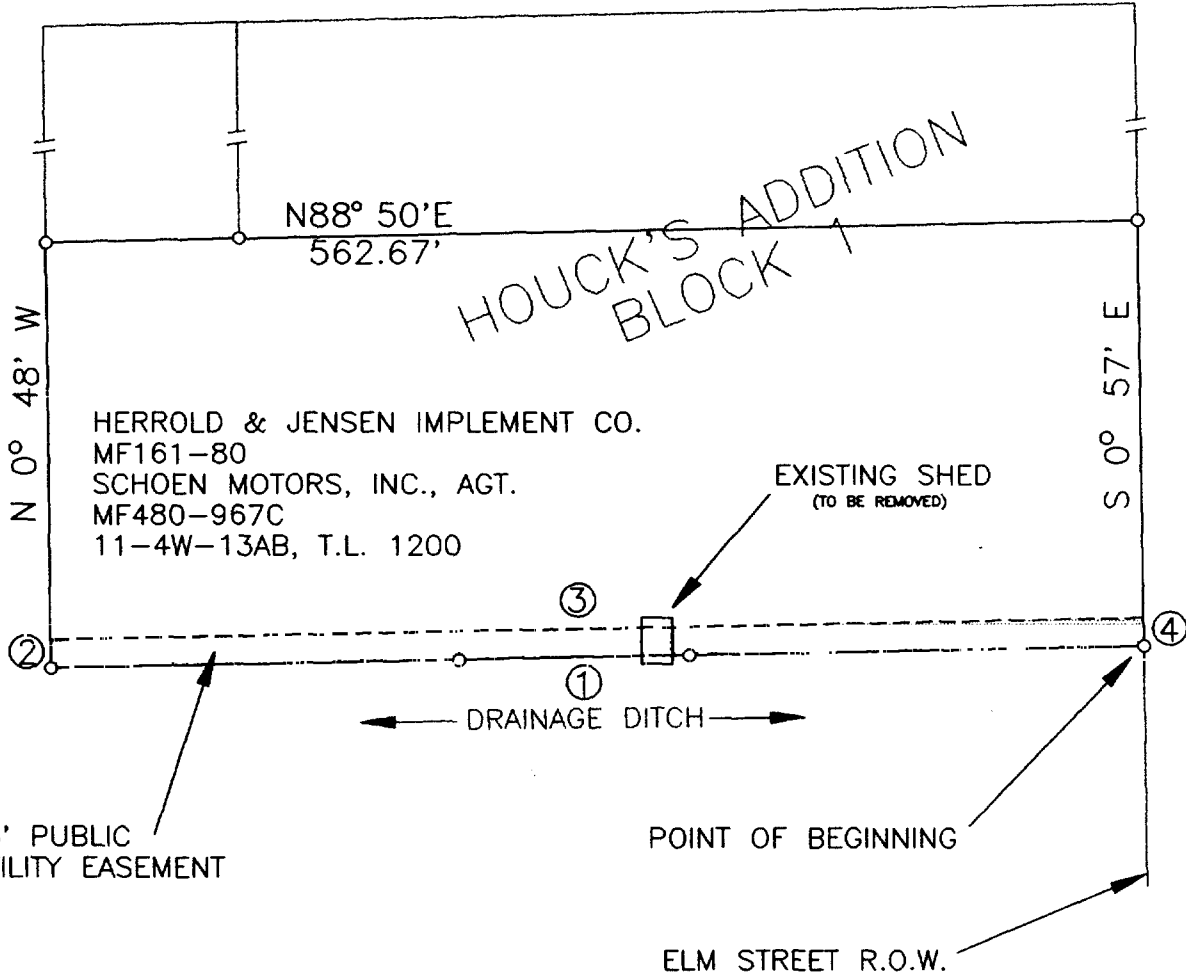 N88° 50'E
562.67'
HOUCK'S ADDITION
BLOCK 1
N 0° 48' W
S 0° 57' E
HERROLD & JENSEN IMPLEMENT CO.
MF161-80
SCHOEN MOTORS, INC., AGT.
MF480-967C
11-4W-13AB, T.L. 1200
EXISTING SHED
(TO BE REMOVED)
③
②
④
①
DRAINAGE DITCH
' PUBLIC
ILITY EASEMENT
POINT OF BEGINNING
ELM STREET R.O.W.